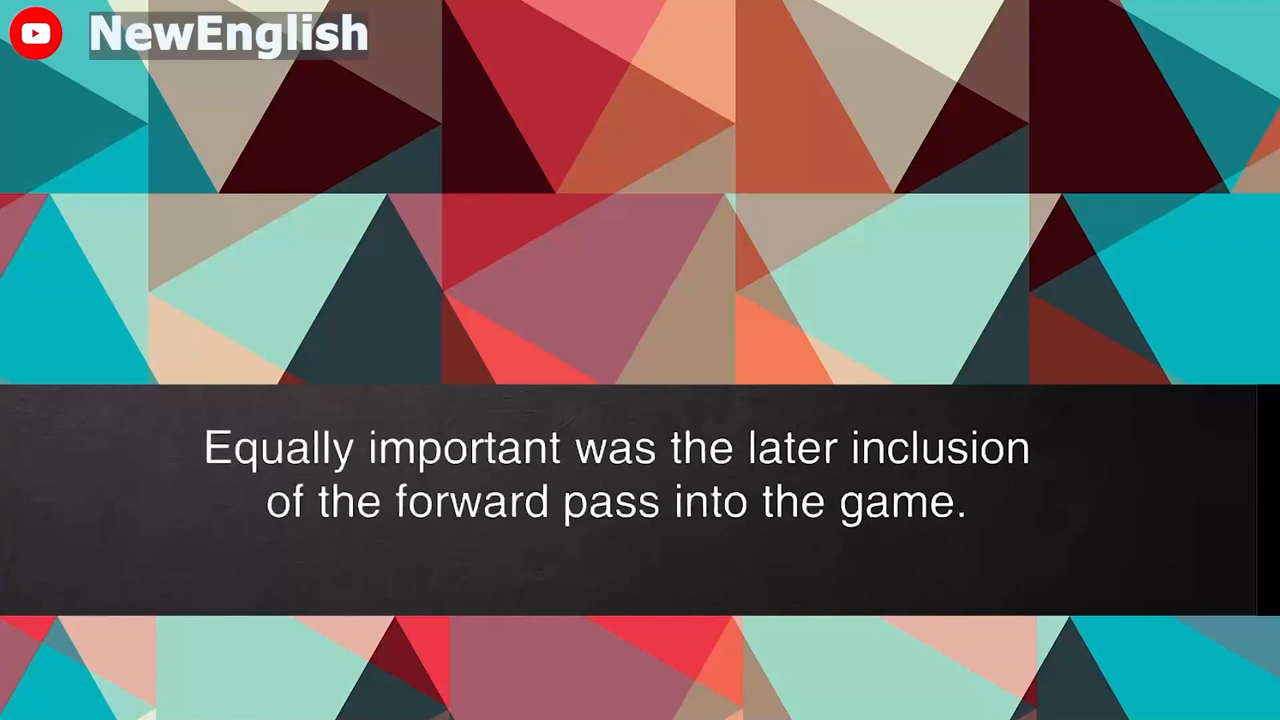 NewEnglish
Equally important was the later inclusion
of the forward pass into the game.